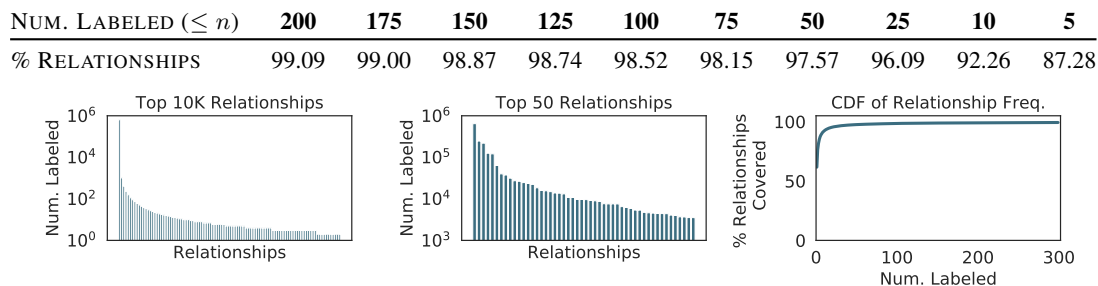 NUM. LABELED (≤ n) 200 175 150 125 100 75 50 25 10 5
% RELATIONSHIPS 99.09 99.00 98.87 98.74 98.52 98.15 97.57 96.09 92.26 87.28
Top 10K Relationships
Num. Labeled
10^6
10^4
10^2
10^0
Relationships
Top 50 Relationships
Num. Labeled
10^6
10^5
10^4
10^3
Relationships
CDF of Relationship Freq.
% Relationships
Covered
100
50
0
0 100 200 300
Num. Labeled